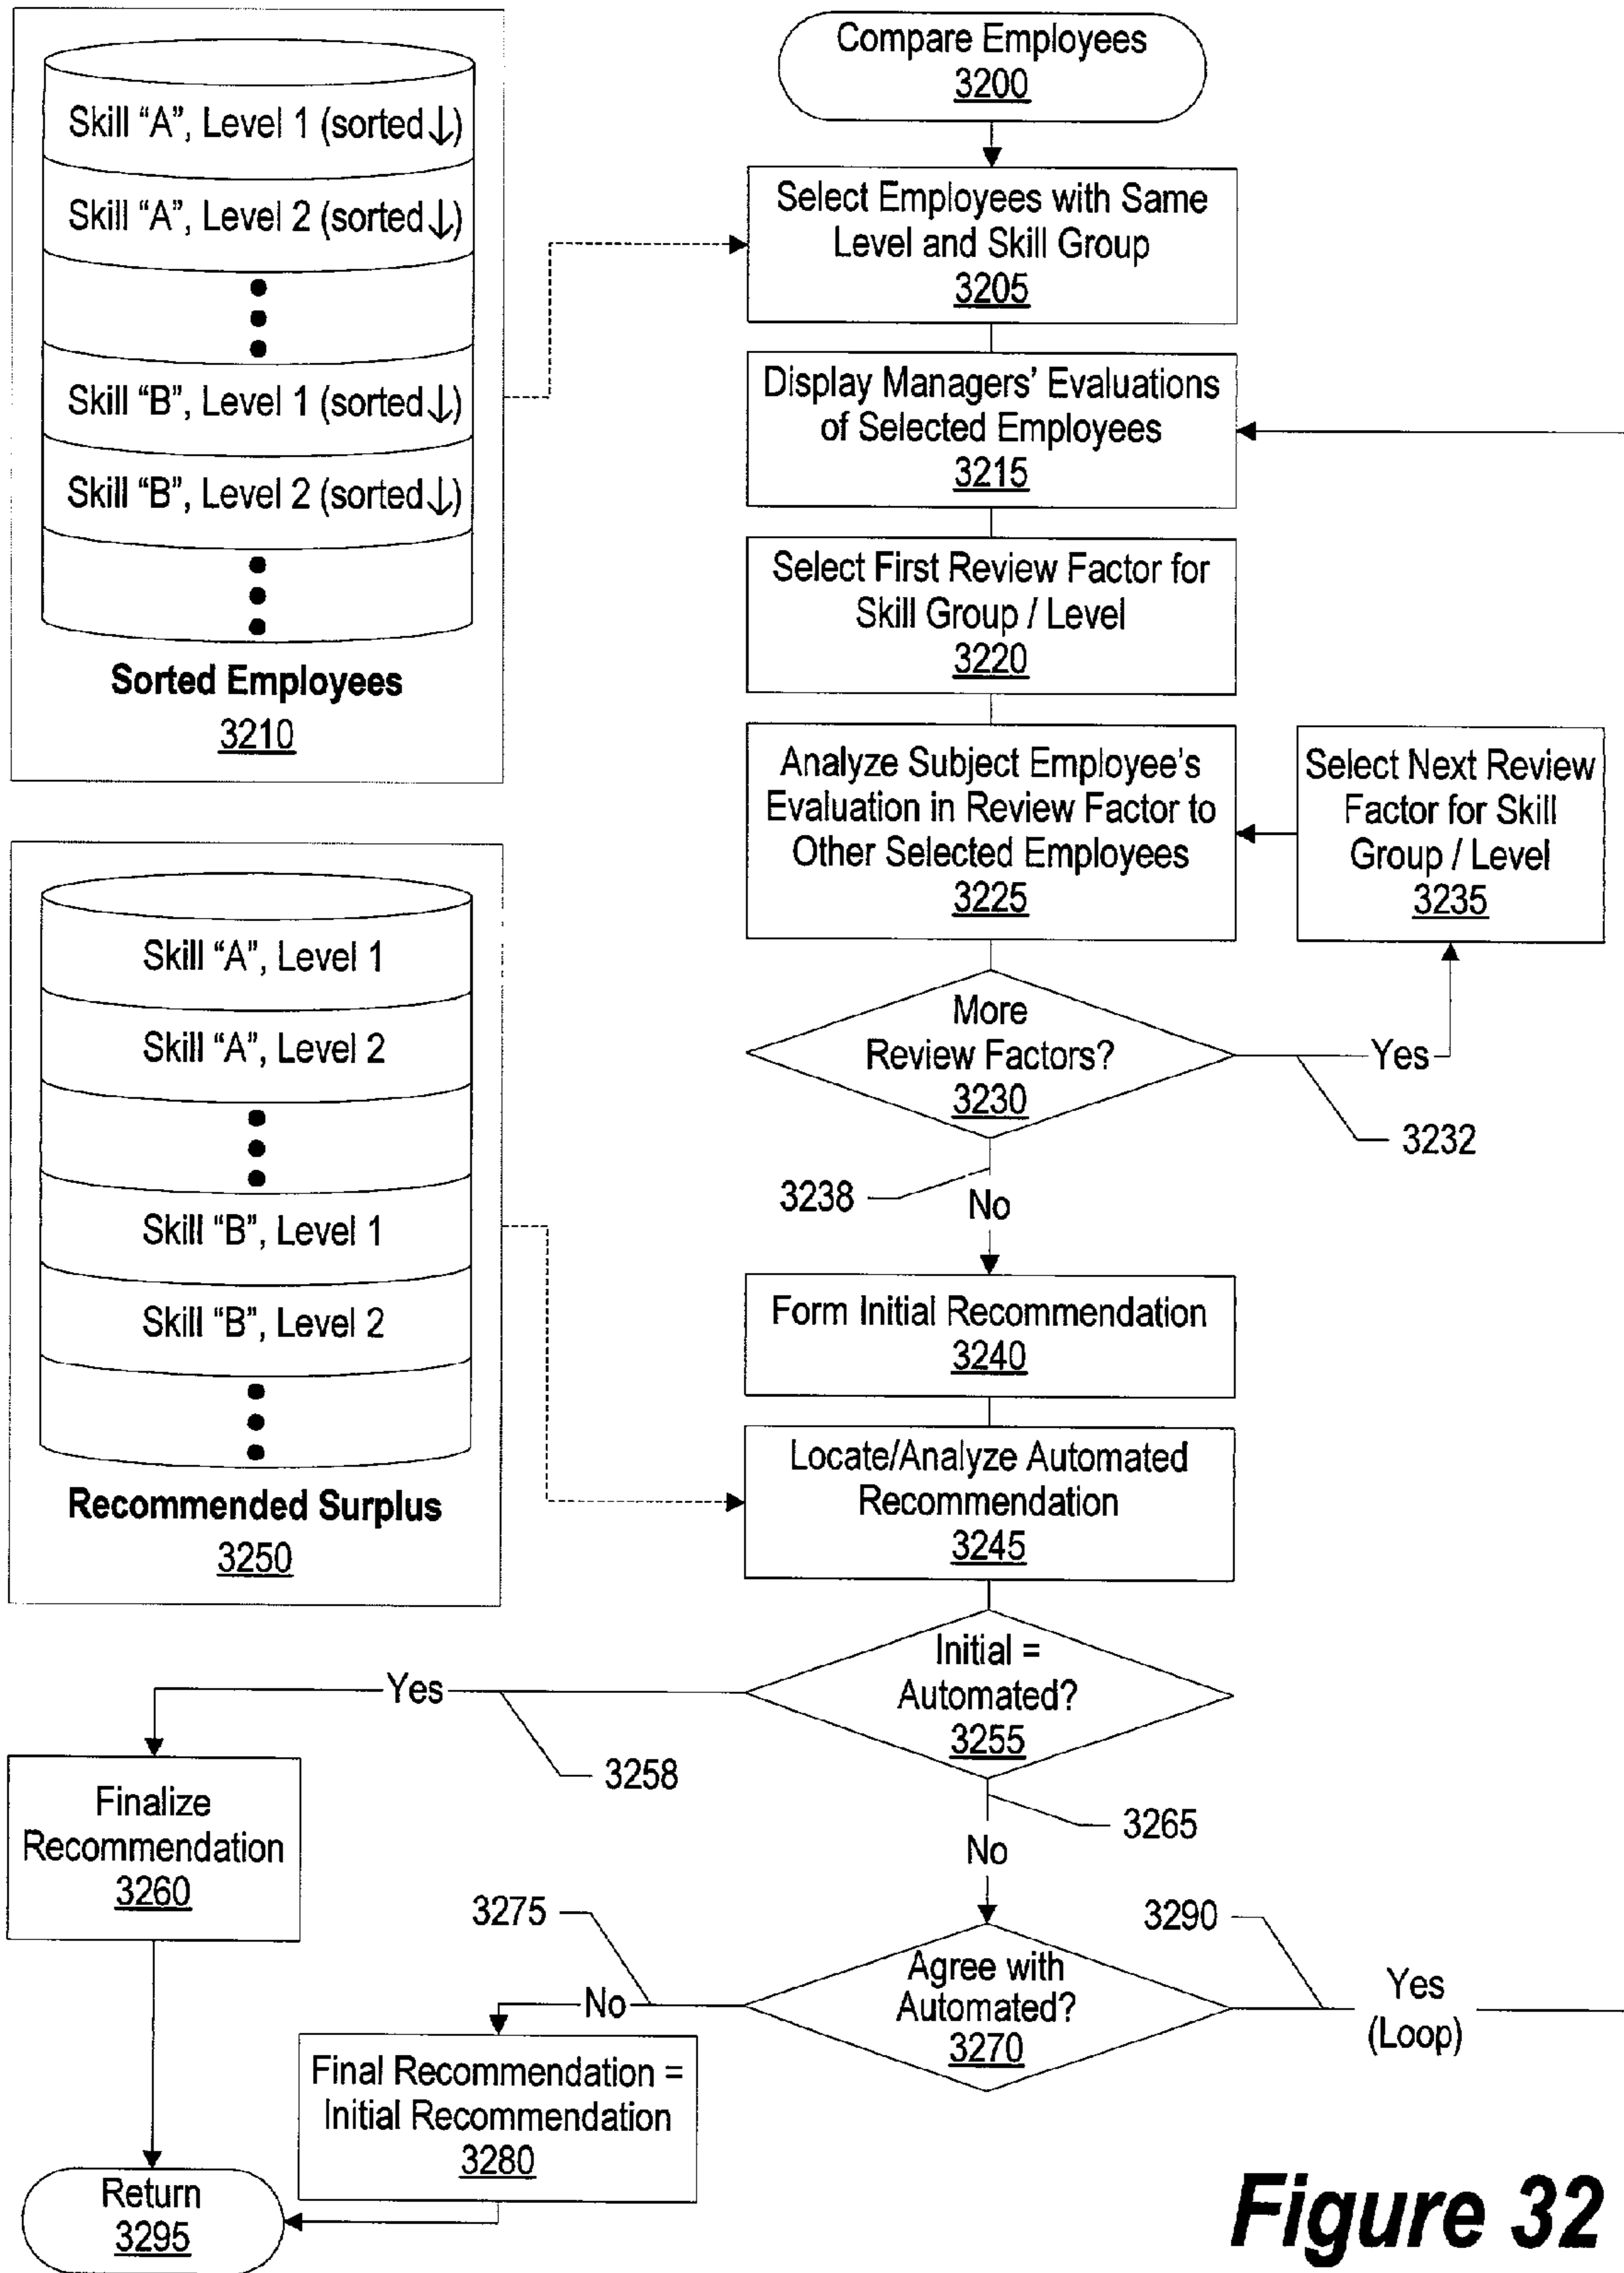 Compare Employees
3200
Skill “A”, Level 1 (sorted↓)
Skill “A”, Level 2 (sorted↓)
Skill “B”, Level 1 (sorted↓)
Skill “B”, Level 2 (sorted↓)
Sorted Employees
3210
Select Employees with Same
Level and Skill Group
3205
Display Managers’ Evaluations
of Selected Employees
3215
Select First Review Factor for
Skill Group / Level
3220
Analyze Subject Employee’s
Evaluation in Review Factor to
Other Selected Employees
3225
Select Next Review
Factor for Skill
Group / Level
3235
More
Review Factors?
3230
Yes
3232
3238
No
Skill “A”, Level 1
Skill “A”, Level 2
Skill “B”, Level 1
Skill “B”, Level 2
Recommended Surplus
3250
Form Initial Recommendation
3240
Locate/Analyze Automated
Recommendation
3245
Initial =
Automated?
3255
Yes
3258
Finalize
Recommendation
3260
3265
No
Agree with
Automated?
3270
3275
No
3290
Yes
(Loop)
Final Recommendation =
Initial Recommendation
3280
Return
3295
Figure 32